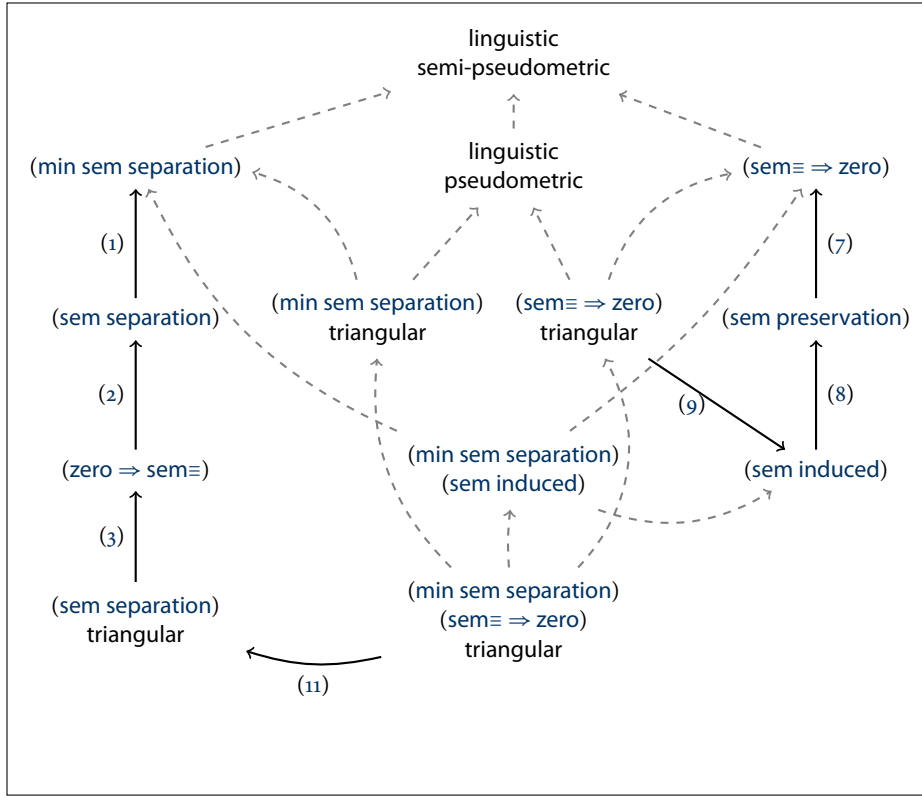 linguistic
semi-pseudometric
(min sem separation)
linguistic
pseudometric
(sem≡ ⇒ zero)
(1)
(7)
(sem separation)
(min sem separation)
triangular
(sem≡ ⇒ zero)
triangular
(sem preservation)
(2)
(9)
(8)
(zero ⇒ sem≡)
(min sem separation)
(sem induced)
(sem induced)
(3)
(sem separation)
triangular
(min sem separation)
(sem≡ ⇒ zero)
triangular
(11)